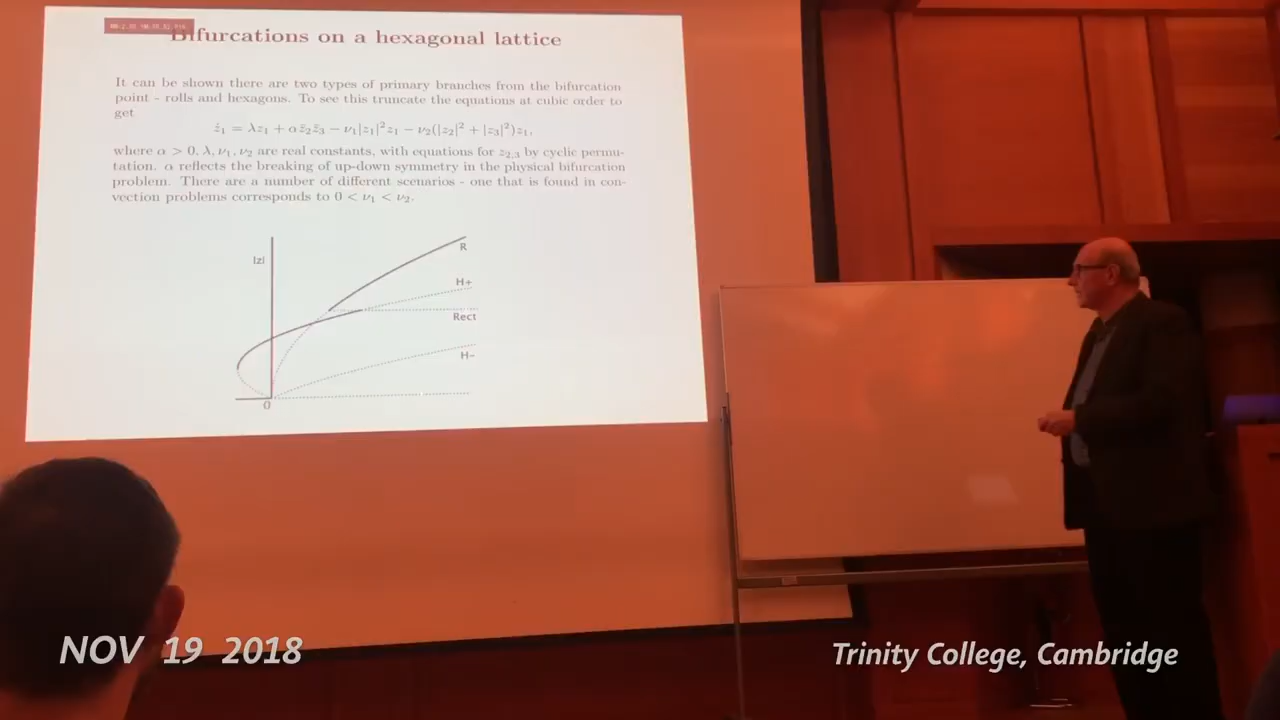 Bifurcations on a hexagonal lattice
It can be shown there are two types of primary branches from the bifurcation
point - rolls and hexagons. To see this truncate the equations at cubic order to
get
ż₁ = λz₁ + αz̄₂z̄₃ − ν₁|z₁|²z₁ − ν₂(|z₂|² + |z₃|²)z₁,
where α > 0, λ, ν₁, ν₂ are real constants, with equations for z₂,₃ by cyclic permu-
tation. α reflects the breaking of up-down symmetry in the physical bifurcation
problem. There are a number of different scenarios - one that is found in con-
vection problems corresponds to 0 < ν₁ < ν₂.
|z|
R
H+
Rect
H-
0
NOV 19 2018
Trinity College, Cambridge